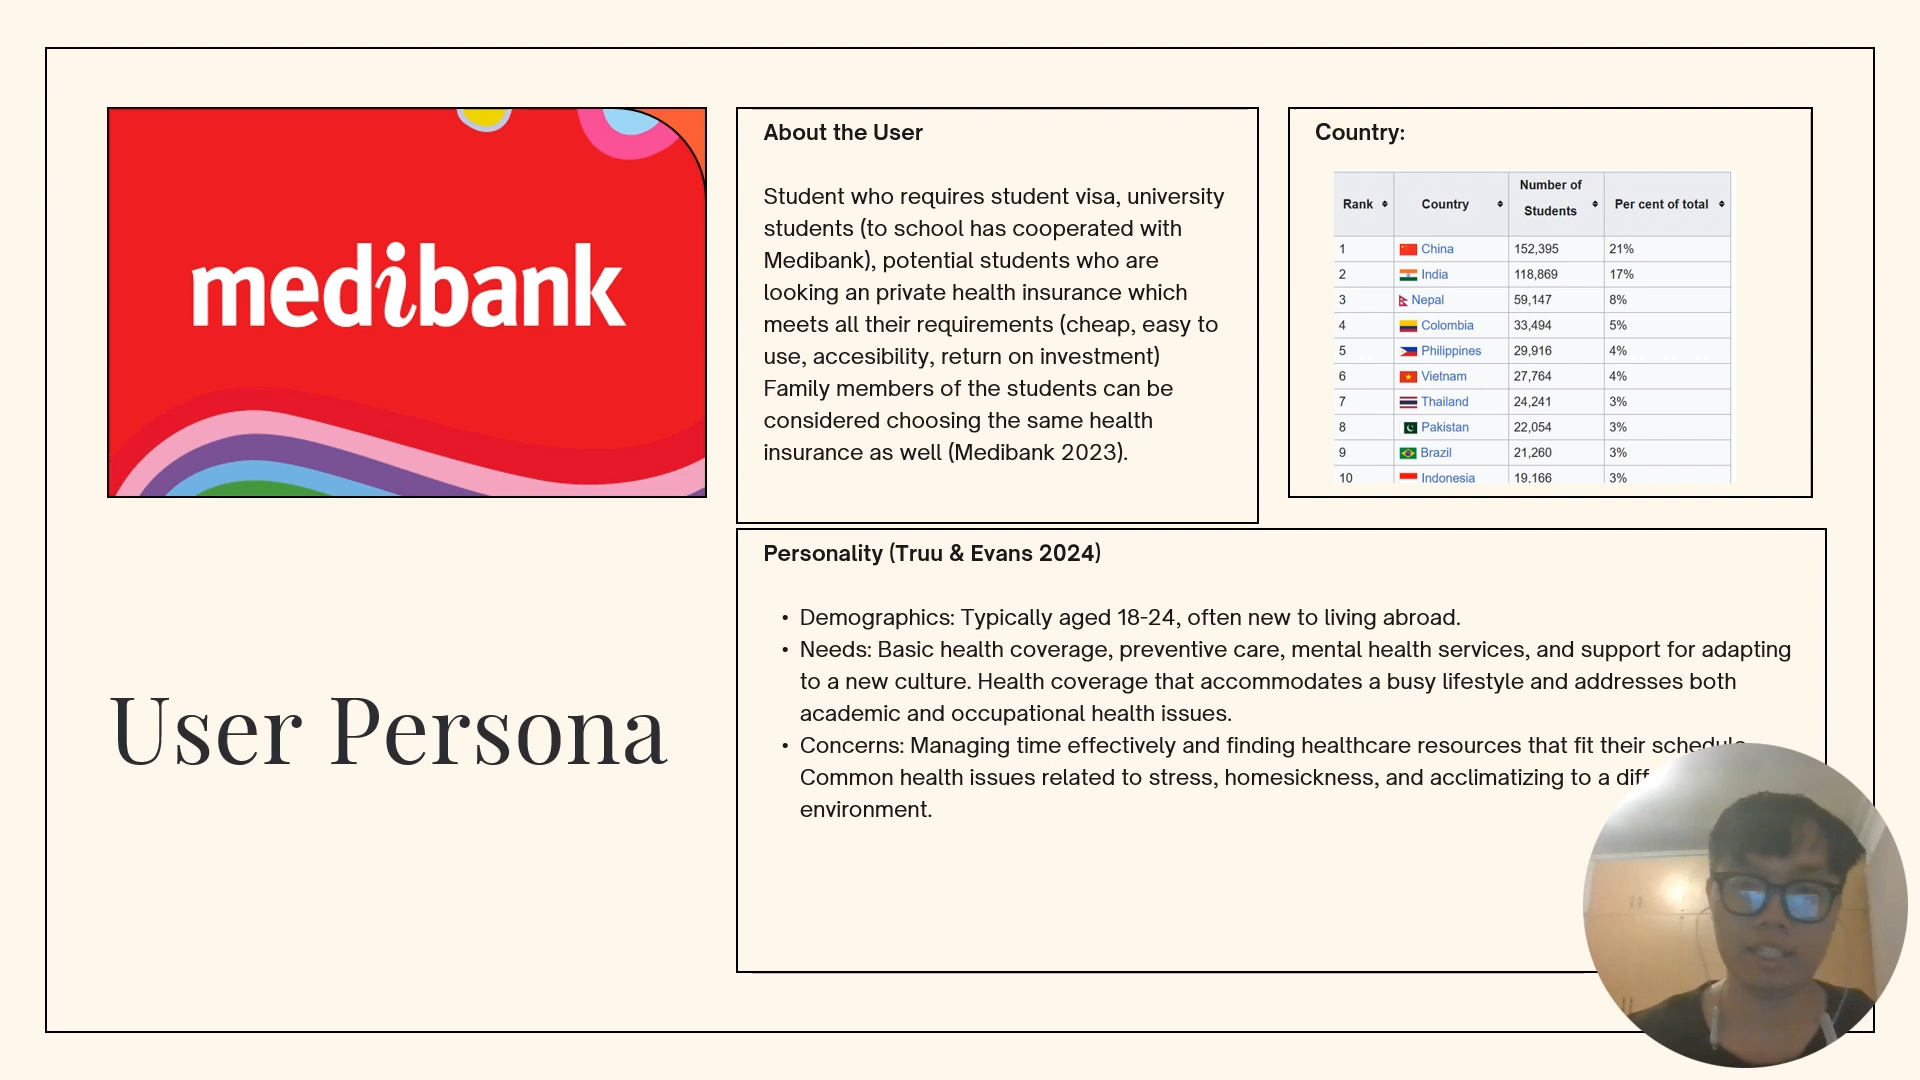 medibank
User Persona
About the User
Student who requires student visa, university
students (to school has cooperated with
Medibank), potential students who are
looking an private health insurance which
meets all their requirements (cheap, easy to
use, accesibility, return on investment)
Family members of the students can be
considered choosing the same health
insurance as well (Medibank 2023).
Country:
Rank Country Number of Students Per cent of total
1 China 152,395 21%
2 India 118,869 17%
3 Nepal 59,147 8%
4 Colombia 33,494 5%
5 Philippines 29,916 4%
6 Vietnam 27,764 4%
7 Thailand 24,241 3%
8 Pakistan 22,054 3%
9 Brazil 21,260 3%
10 Indonesia 19,166 3%
Personality (Truu & Evans 2024)
• Demographics: Typically aged 18-24, often new to living abroad.
• Needs: Basic health coverage, preventive care, mental health services, and support for adapting
to a new culture. Health coverage that accommodates a busy lifestyle and addresses both
academic and occupational health issues.
• Concerns: Managing time effectively and finding healthcare resources that fit their schedule
Common health issues related to stress, homesickness, and acclimatizing to a
environment.